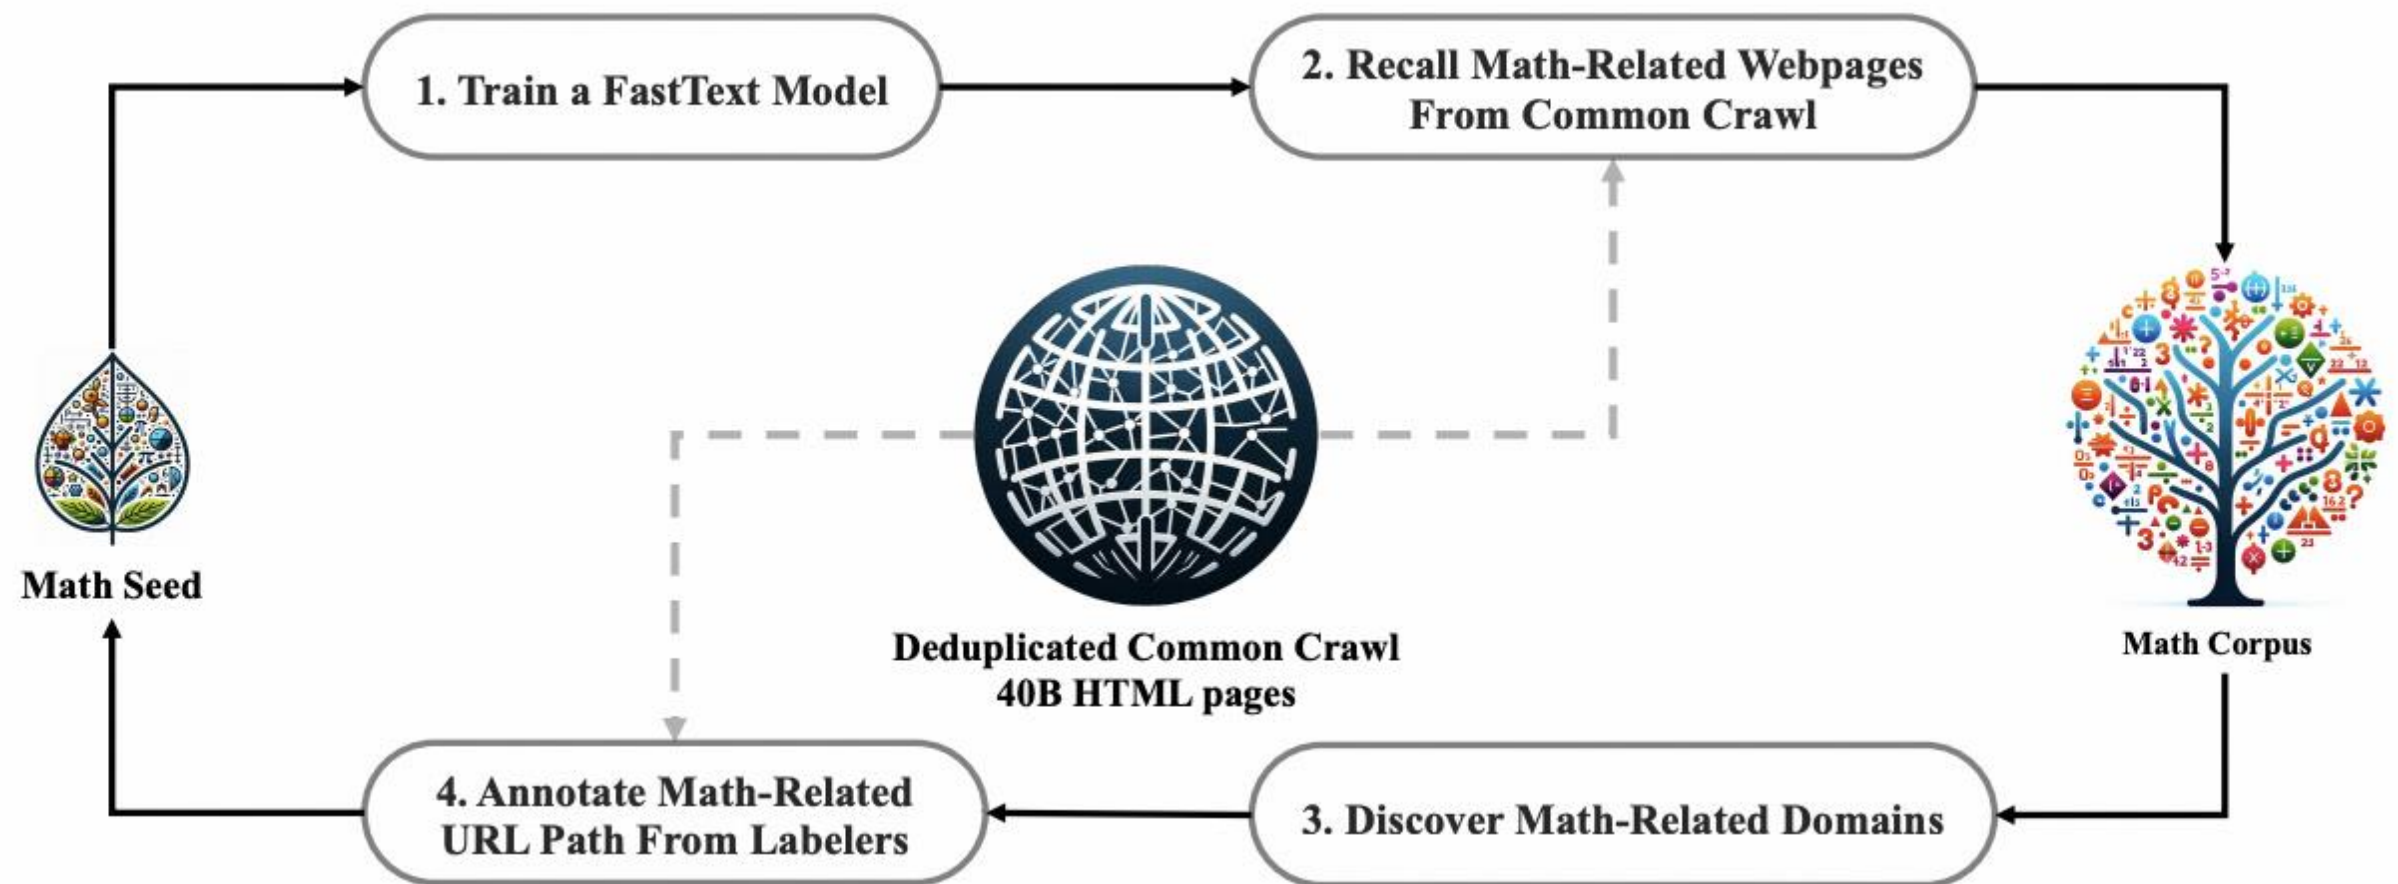 1. Train a FastText Model
2. Recall Math-Related Webpages
From Common Crawl
Math Seed
Deduplicated Common Crawl
40B HTML pages
Math Corpus
4. Annotate Math-Related
URL Path From Labelers
3. Discover Math-Related Domains